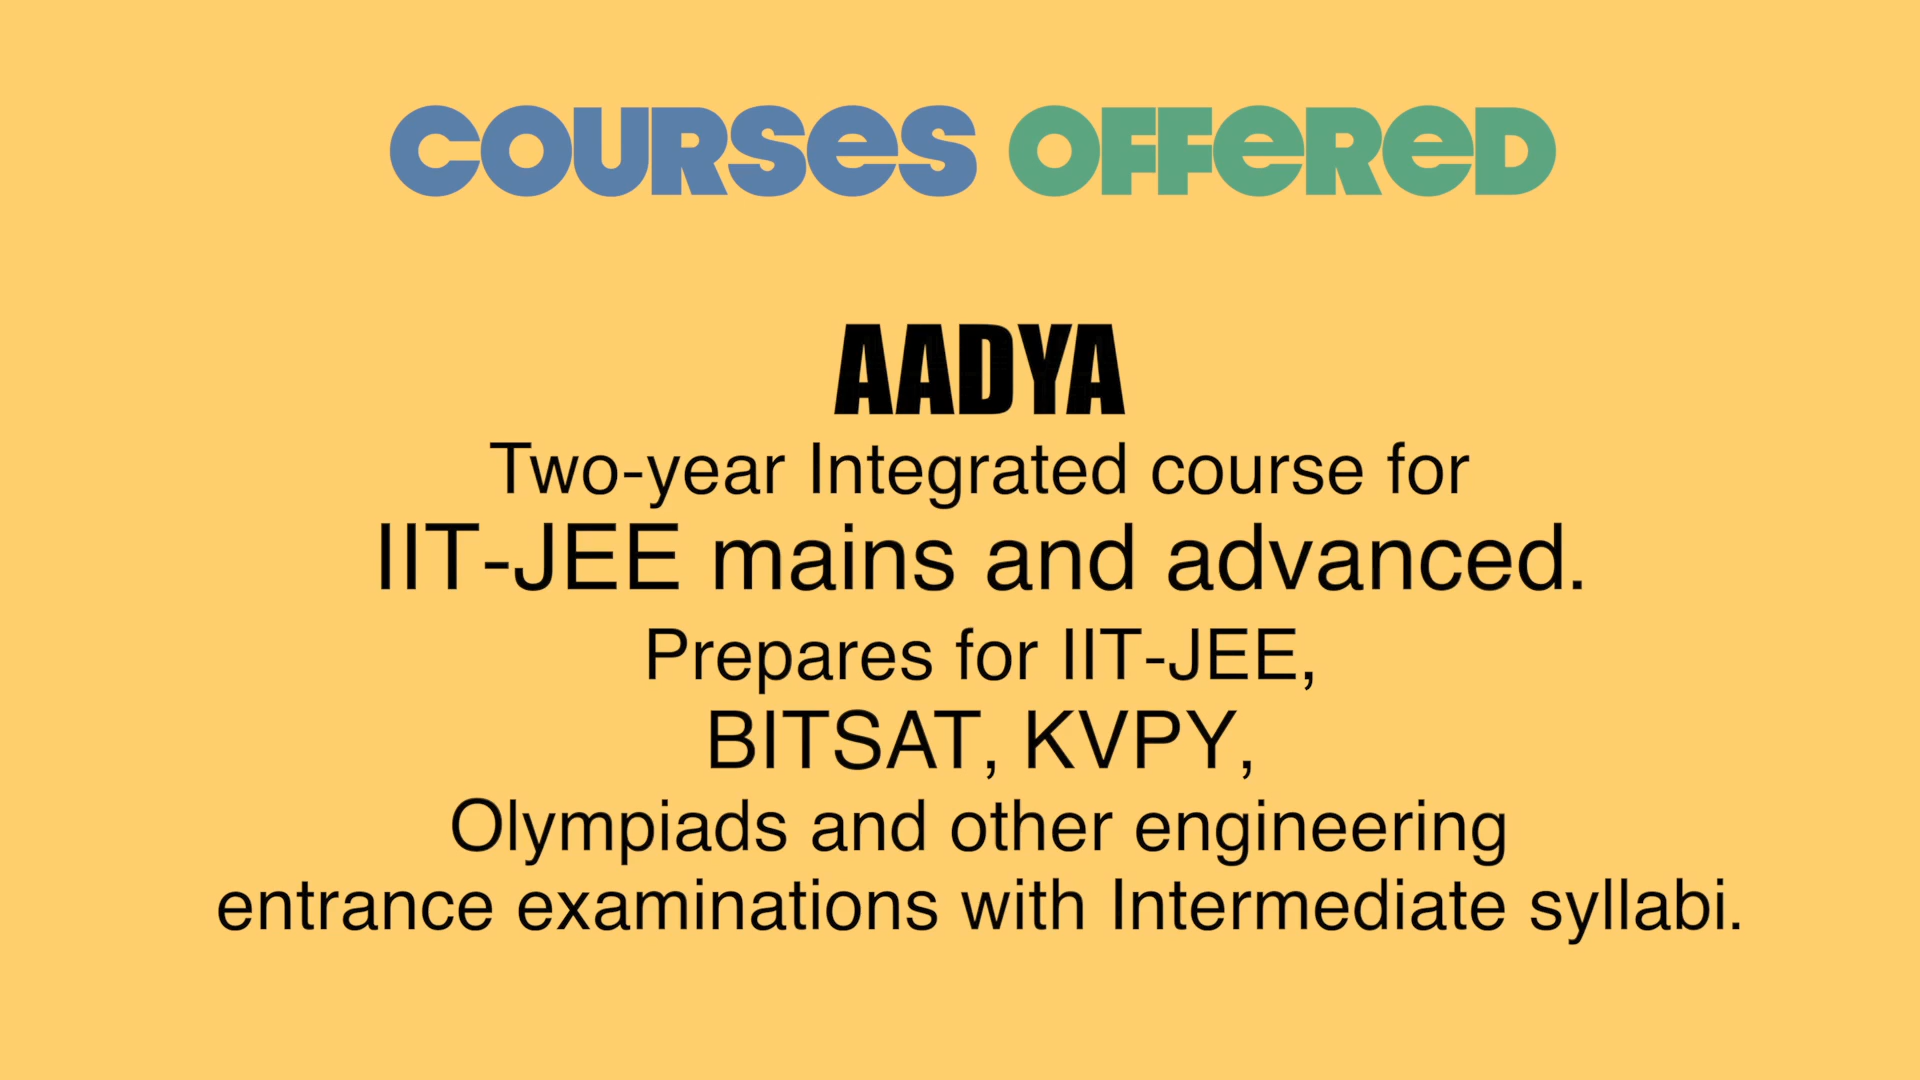 COURSES OFFERED
AADYA
Two-year Integrated course for
IIT-JEE mains and advanced.
Prepares for IIT-JEE,
BITSAT, KVPY,
Olympiads and other engineering
entrance examinations with Intermediate syllabi.